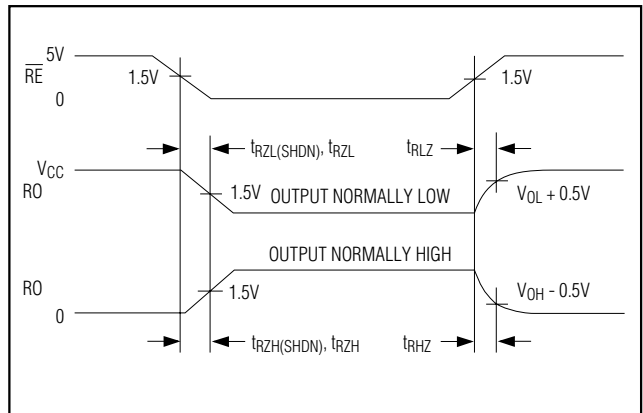 5V
R̅E̅
1.5V
1.5V
0
tRZL(SHDN), tRZL
tRLZ
VCC
RO
1.5V
OUTPUT NORMALLY LOW
VOL + 0.5V
OUTPUT NORMALLY HIGH
RO
1.5V
VOH - 0.5V
0
tRZH(SHDN), tRZH
tRHZ